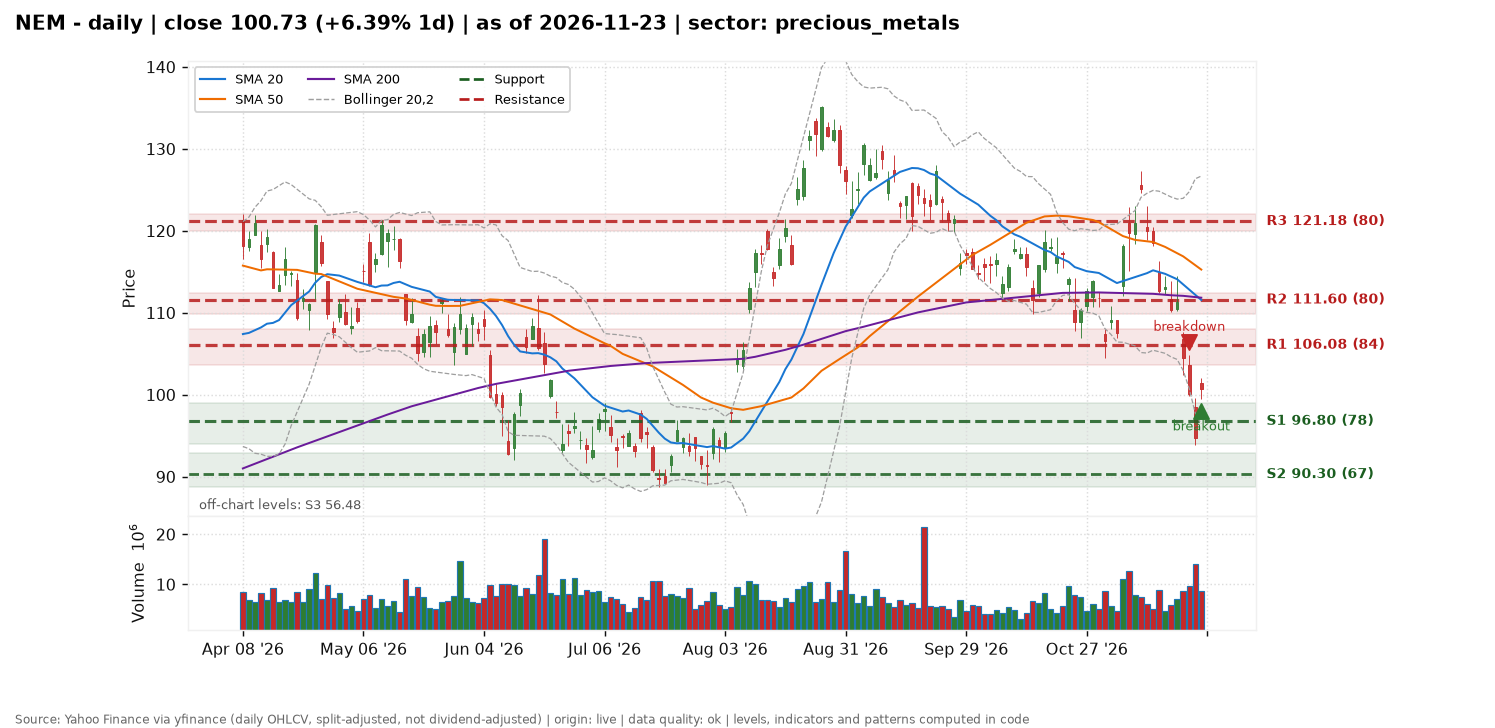 NEM - daily | close 100.73 (+6.39% 1d) | as of 2026-11-23 | sector: precious_metals
SMA 20
SMA 50
SMA 200
Bollinger 20,2
Support
Resistance
Price
140
130
120
110
100
90
R3 121.18 (80)
R2 111.60 (80)
R1 106.08 (84)
S1 96.80 (78)
S2 90.30 (67)
breakdown
breakout
off-chart levels: S3 56.48
Volume 10⁶
20
10
Apr 08 '26
May 06 '26
Jun 04 '26
Jul 06 '26
Aug 03 '26
Aug 31 '26
Sep 29 '26
Oct 27 '26
Source: Yahoo Finance via yfinance (daily OHLCV, split-adjusted, not dividend-adjusted) | origin: live | data quality: ok | levels, indicators and patterns computed in code